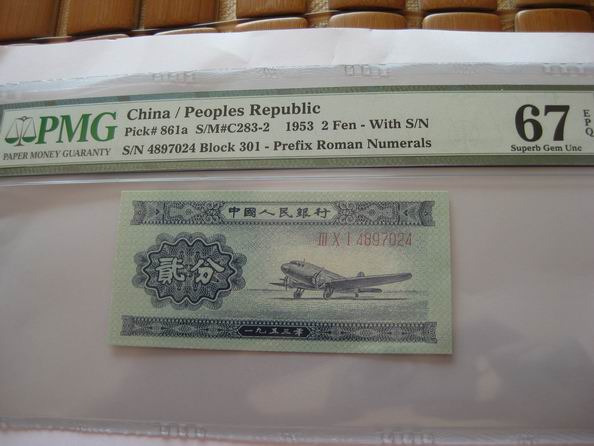 PMG
PAPER MONEY GUARANTY
China / Peoples Republic
Pick# 861a S/M#C283-2 1953 2 Fen - With S/N
S/N 4897024 Block 301 - Prefix Roman Numerals
67
EPQ
Superb Gem Unc
中國人民銀行
III X I 4897024
貳分
一九五三年